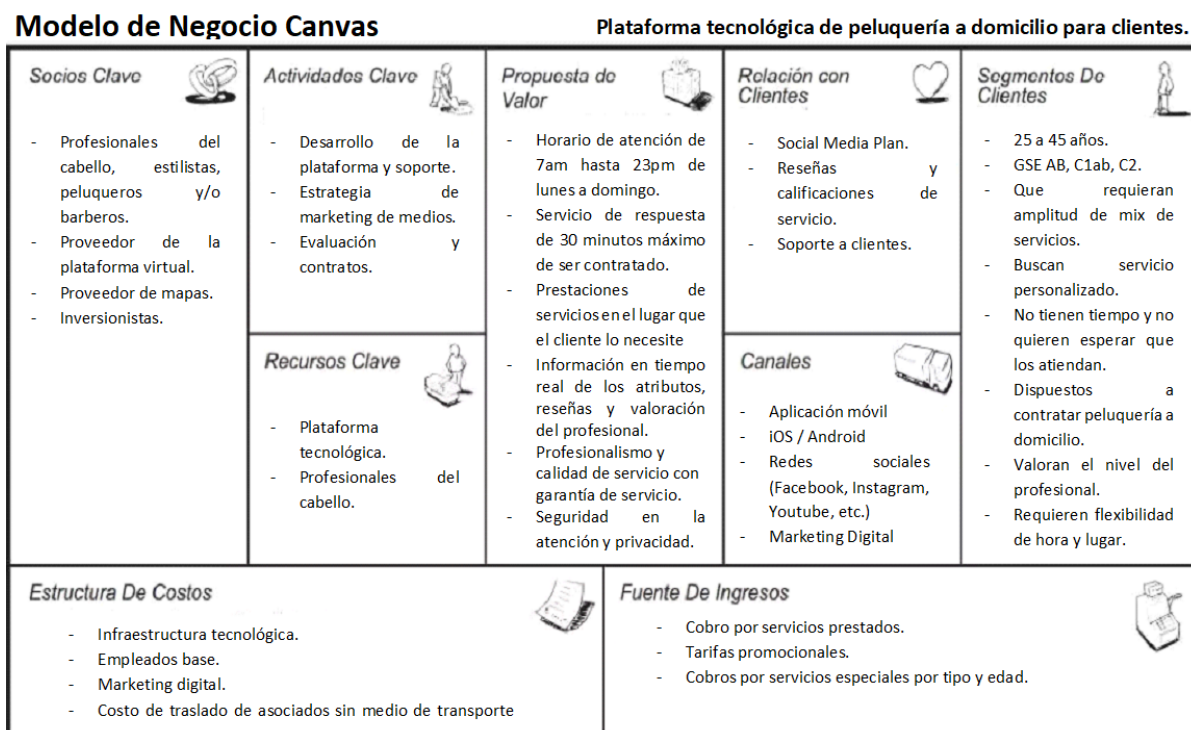 Modelo de Negocio Canvas
Plataforma tecnológica de peluquería a domicilio para clientes.
Socios Clave
- Profesionales del
cabello, estilistas,
peluqueros y/o
barberos.
- Proveedor de la
plataforma virtual.
- Proveedor de mapas.
- Inversionistas.
Actividades Clave
- Desarrollo de la
plataforma y soporte.
- Estrategia de
marketing de medios.
- Evaluación y
contratos.
Recursos Clave
- Plataforma
tecnológica.
- Profesionales del
cabello.
Propuesta de
Valor
- Horario de atención de
7am hasta 23pm de
lunes a domingo.
- Servicio de respuesta
de 30 minutos máximo
de ser contratado.
- Prestaciones de
servicios en el lugar que
el cliente lo necesite
- Información en tiempo
real de los atributos,
reseñas y valoración
del profesional.
- Profesionalismo y
calidad de servicio con
garantía de servicio.
- Seguridad en la
atención y privacidad.
Relación con
Clientes
- Social Media Plan.
- Reseñas y
calificaciones de
servicio.
- Soporte a clientes.
Canales
- Aplicación móvil
- iOS / Android
- Redes sociales
(Facebook, Instagram,
Youtube, etc.)
- Marketing Digital
Segmentos De
Clientes
- 25 a 45 años.
- GSE AB, C1ab, C2.
- Que requieran
amplitud de mix de
servicios.
- Buscan servicio
personalizado.
- No tienen tiempo y no
quieren esperar que
los atiendan.
- Dispuestos a
contratar peluquería a
domicilio.
- Valoran el nivel del
profesional.
- Requieren flexibilidad
de hora y lugar.
Estructura De Costos
- Infraestructura tecnológica.
- Empleados base.
- Marketing digital.
- Costo de traslado de asociados sin medio de transporte
Fuente De Ingresos
- Cobro por servicios prestados.
- Tarifas promocionales.
- Cobros por servicios especiales por tipo y edad.